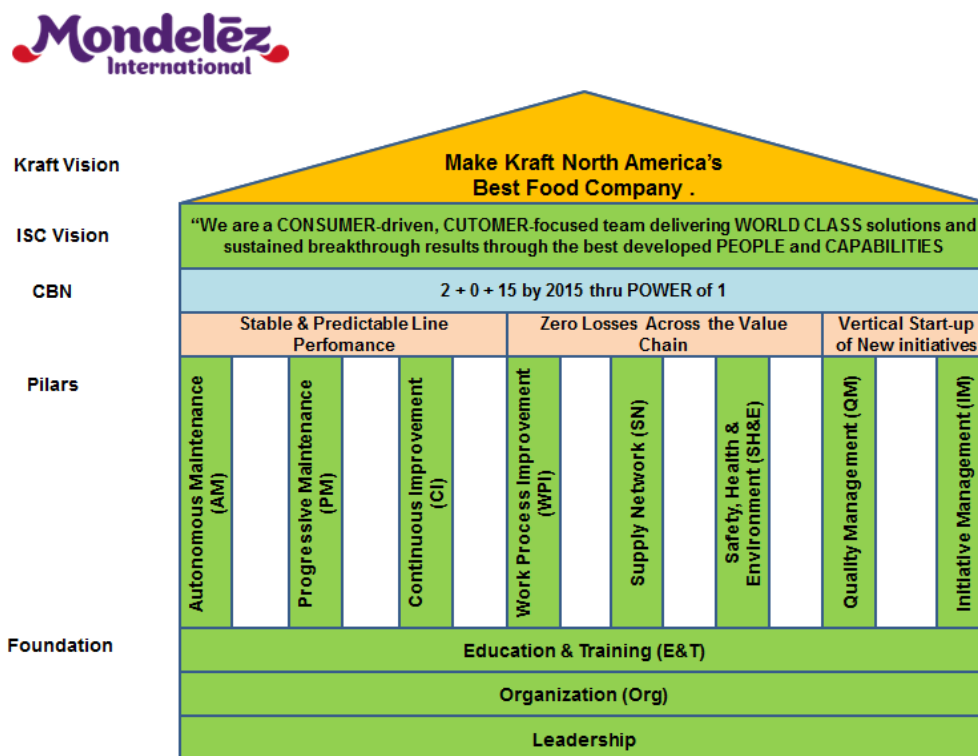 Mondelēz
International
Kraft Vision
Make Kraft North America's
Best Food Company .
ISC Vision
“We are a CONSUMER-driven, CUTOMER-focused team delivering WORLD CLASS solutions and
sustained breakthrough results through the best developed PEOPLE and CAPABILITIES
CBN
2 + 0 + 15 by 2015 thru POWER of 1
Stable & Predictable Line
Perfomance
Zero Losses Across the Value
Chain
Vertical Start-up
of New initiatives
Pilars
Autonomous Maintenance
(AM)
Progressive Maintenance
(PM)
Continuous Improvement
(CI)
Work Process Improvement
(WPI)
Supply Network (SN)
Safety, Health &
Environment (SH&E)
Quality Management (QM)
Initiative Management (IM)
Foundation
Education & Training (E&T)
Organization (Org)
Leadership